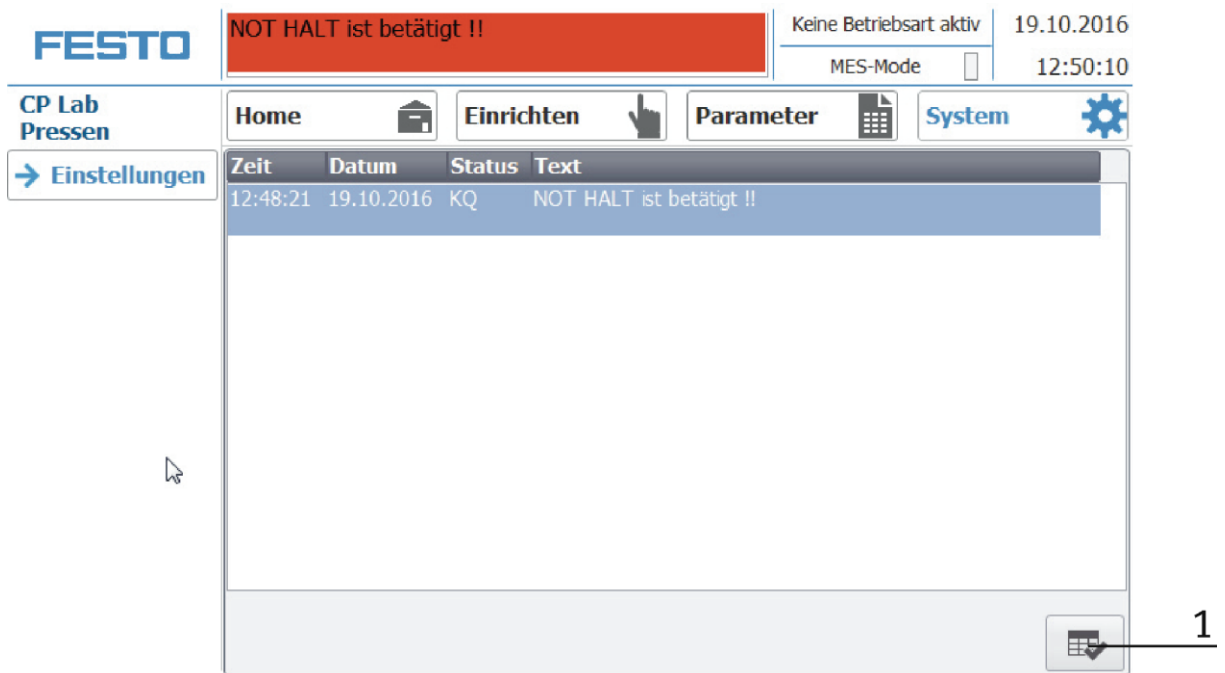 FESTO
NOT HALT ist betätigt !!
Keine Betriebsart aktiv
MES-Mode
19.10.2016
12:50:10
CP Lab
Pressen
Home
Einrichten
Parameter
System
Einstellungen
Zeit Datum Status Text
12:48:21 19.10.2016 KQ NOT HALT ist betätigt !!
1